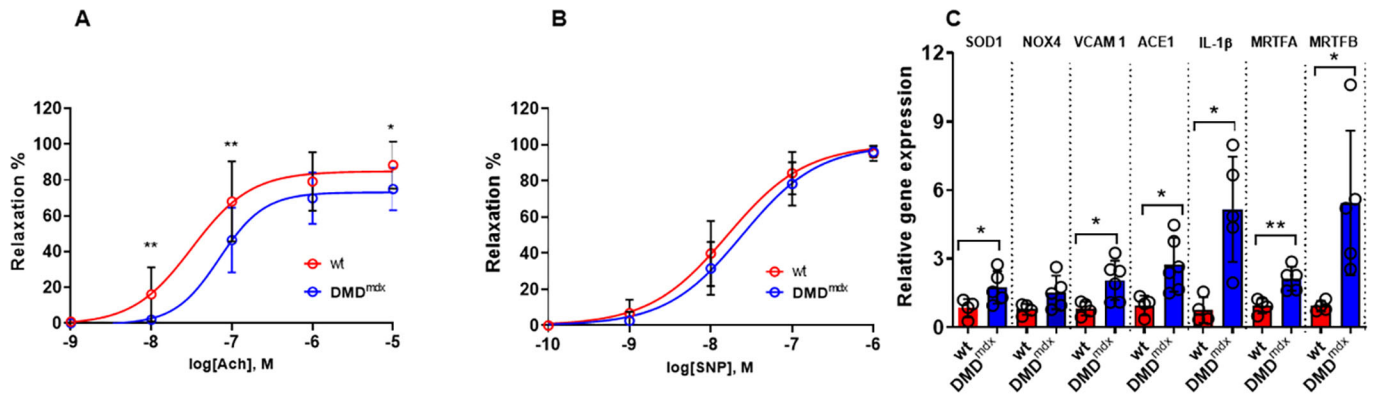 A
Relaxation %
120
100
80
60
40
20
0
** ** *
wt
DMDmdx
-9 -8 -7 -6 -5
log[Ach], M
B
Relaxation %
120
100
80
60
40
20
0
wt
DMDmdx
-10 -9 -8 -7 -6
log[SNP], M
C
SOD1 NOX4 VCAM 1 ACE1 IL-1β MRTFA MRTFB
Relative gene expression
12
9
6
3
0
* * * * ** *
wt DMDmdx wt DMDmdx wt DMDmdx wt DMDmdx wt DMDmdx wt DMDmdx wt DMDmdx